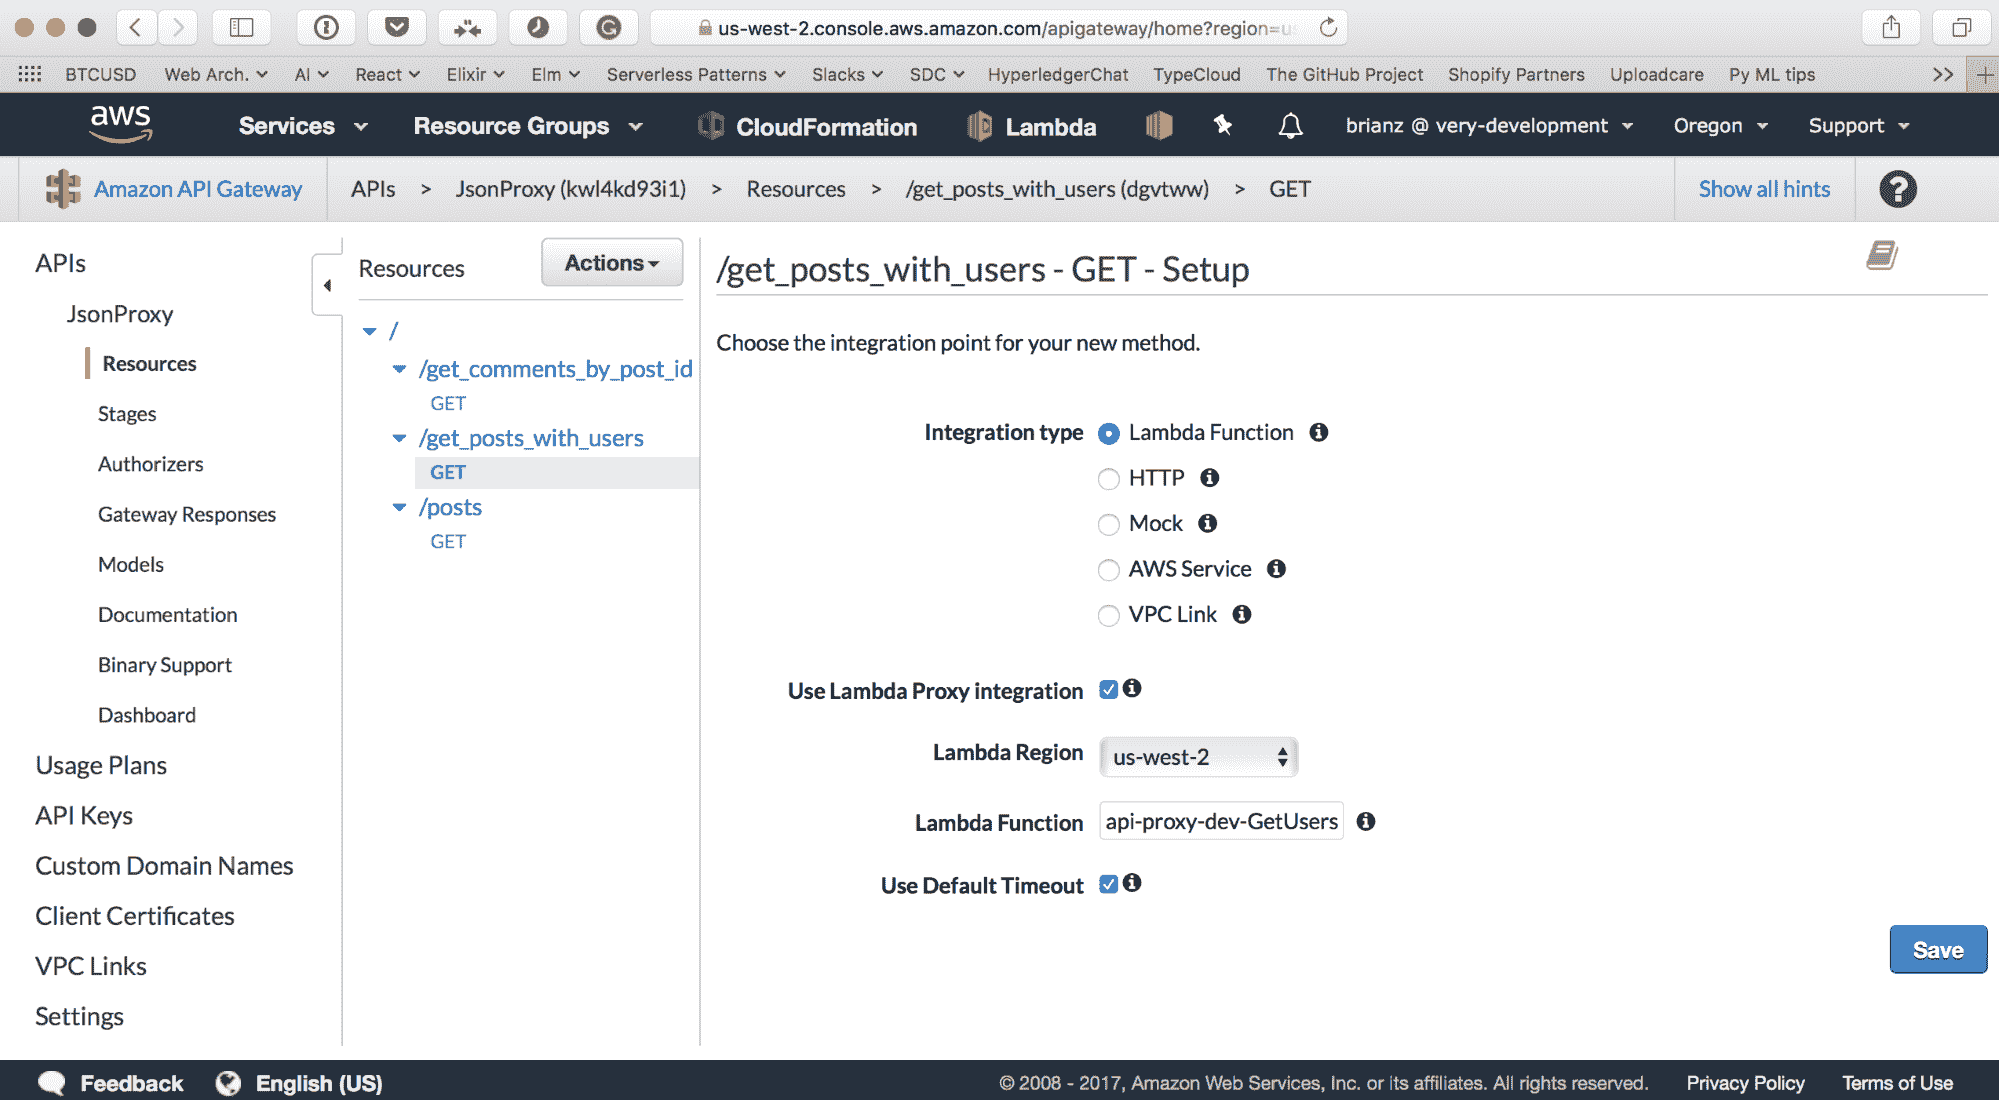 us-west-2.console.aws.amazon.com/apigateway/home?region=us
BTCUSD Web Arch. AI React Elixir Elm Serverless Patterns Slacks SDC HyperledgerChat TypeCloud The GitHub Project Shopify Partners Uploadcare Py ML tips
aws Services Resource Groups CloudFormation Lambda brianz @ very-development Oregon Support
Amazon API Gateway APIs > JsonProxy (kwl4kd93i1) > Resources > /get_posts_with_users (dgvtww) > GET Show all hints
APIs
JsonProxy
Resources
Stages
Authorizers
Gateway Responses
Models
Documentation
Binary Support
Dashboard
Usage Plans
API Keys
Custom Domain Names
Client Certificates
VPC Links
Settings
Resources Actions
/
/get_comments_by_post_id
GET
/get_posts_with_users
GET
/posts
GET
/get_posts_with_users - GET - Setup
Choose the integration point for your new method.
Integration type Lambda Function
HTTP
Mock
AWS Service
VPC Link
Use Lambda Proxy integration
Lambda Region us-west-2
Lambda Function api-proxy-dev-GetUsers
Use Default Timeout
Save
Feedback English (US) © 2008 - 2017, Amazon Web Services, Inc. or its affiliates. All rights reserved. Privacy Policy Terms of Use